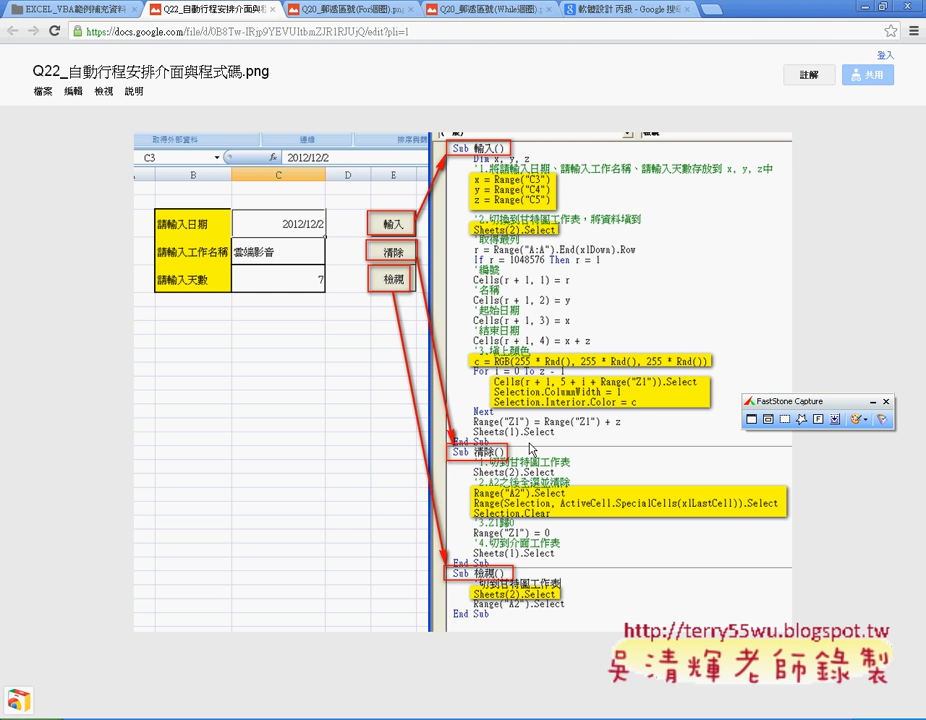 EXCEL_VBA範例補充資料
Q22_自動行程安排介面與程
Q20_郵遞區號(For迴圈).pn
Q20_郵遞區號(While迴圈)
軟體設計 丙級 - Google 搜
https://docs.google.com/file/d/0B8Tw-IRjp9YEVUItbmZJR1RJUjQ/edit?pli=1
登入
Q22_自動行程安排介面與程式碼.png
檔案 編輯 檢視 說明
註解
共用
取得外部資料 連線
C3 fx 2012/12/2
B C D E
請輸入日期 2012/12/2 輸入
請輸入工作名稱 雲端影音 清除
請輸入天數 7 檢視
Sub 輸入()
Dim x, y, z
'1.將請輸入日期、請輸入工作名稱、請輸入天數存放到 x, y, z中
x = Range("C3")
y = Range("C4")
z = Range("C5")
'2.切換到甘特圖工作表，將資料填到
Sheets(2).Select
'取得最列
r = Range("A:A").End(xlDown).Row
If r = 1048576 Then r = 1
'編號
Cells(r + 1, 1) = r
'名稱
Cells(r + 1, 2) = y
'起始日期
Cells(r + 1, 3) = x
'結束日期
Cells(r + 1, 4) = x + z
'3.填上顏色
c = RGB(255 * Rnd(), 255 * Rnd(), 255 * Rnd())
For i = 0 To z - 1
Cells(r + 1, 5 + i + Range("Z1")).Select
Selection.ColumnWidth = 1
Selection.Interior.Color = c
Next
Range("Z1") = Range("Z1") + z
Sheets(1).Select
End Sub
Sub 清除()
'1.切到甘特圖工作表
Sheets(2).Select
'2.A2之後全選並清除
Range("A2").Select
Range(Selection, ActiveCell.SpecialCells(xlLastCell)).Select
Selection.Clear
'3.Z1歸0
Range("Z1") = 0
'4.切到介面工作表
Sheets(1).Select
End Sub
Sub 檢視()
'切到甘特圖工作表
Sheets(2).Select
Range("A2").Select
End Sub
FastStone Capture
http://terry55wu.blogspot.tw
吳清輝老師錄製